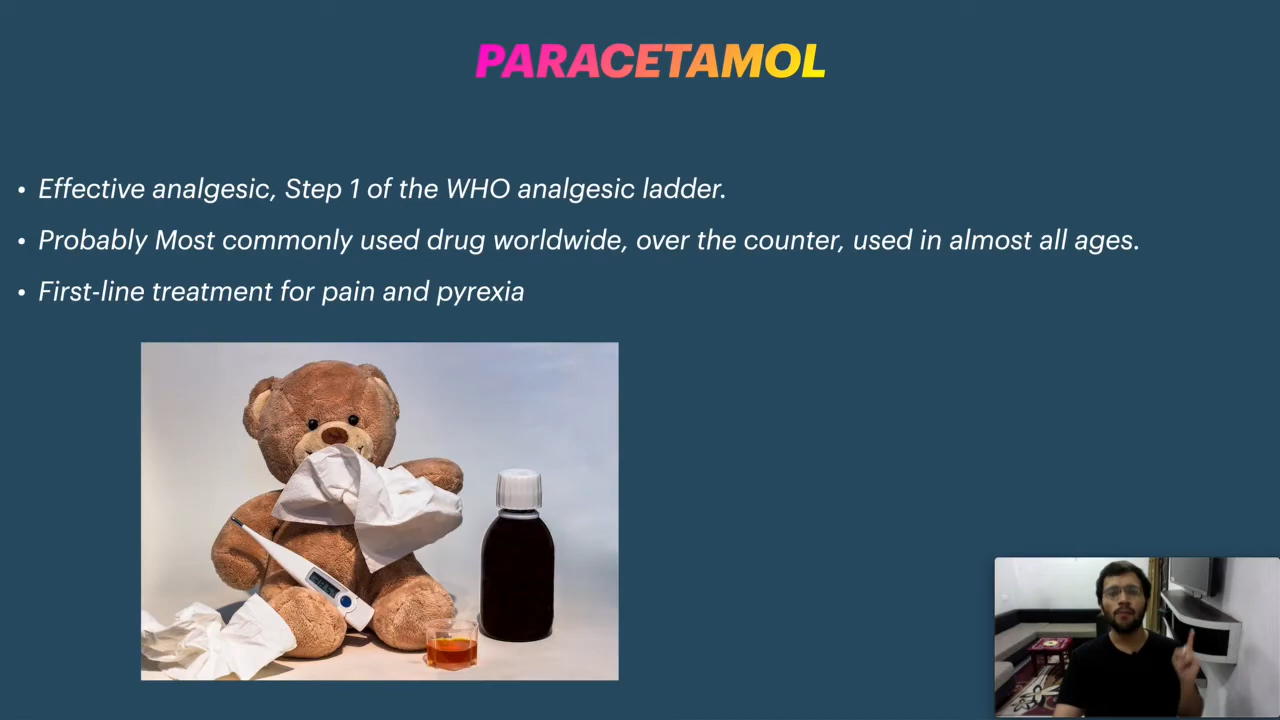 PARACETAMOL
• Effective analgesic, Step 1 of the WHO analgesic ladder.
• Probably Most commonly used drug worldwide, over the counter, used in almost all ages.
• First-line treatment for pain and pyrexia